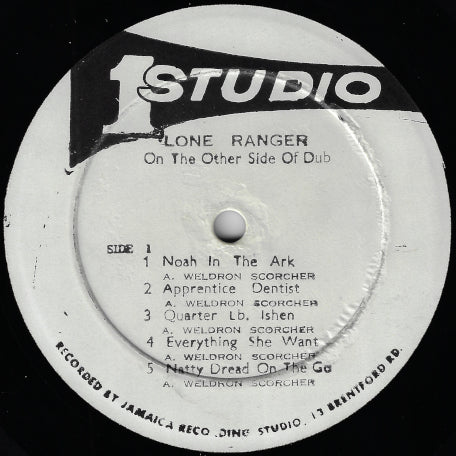 1 STUDIO
LONE RANGER
On The Other Side Of Dub
SIDE 1
1 Noah In The Ark
A. WELDRON SCORCHER
2 Apprentice Dentist
A. WELDRON SCORCHER
3 Quarter Lb. Ishen
A. WELDRON SCORCHER
4 Everything She Want
A. WELDRON SCORCHER
5 Natty Dread On The Go
A. WELDRON SCORCHER
RECORDED BY JAMAICA RECO .DING STUDIO, 13 BRENTFORD RD.